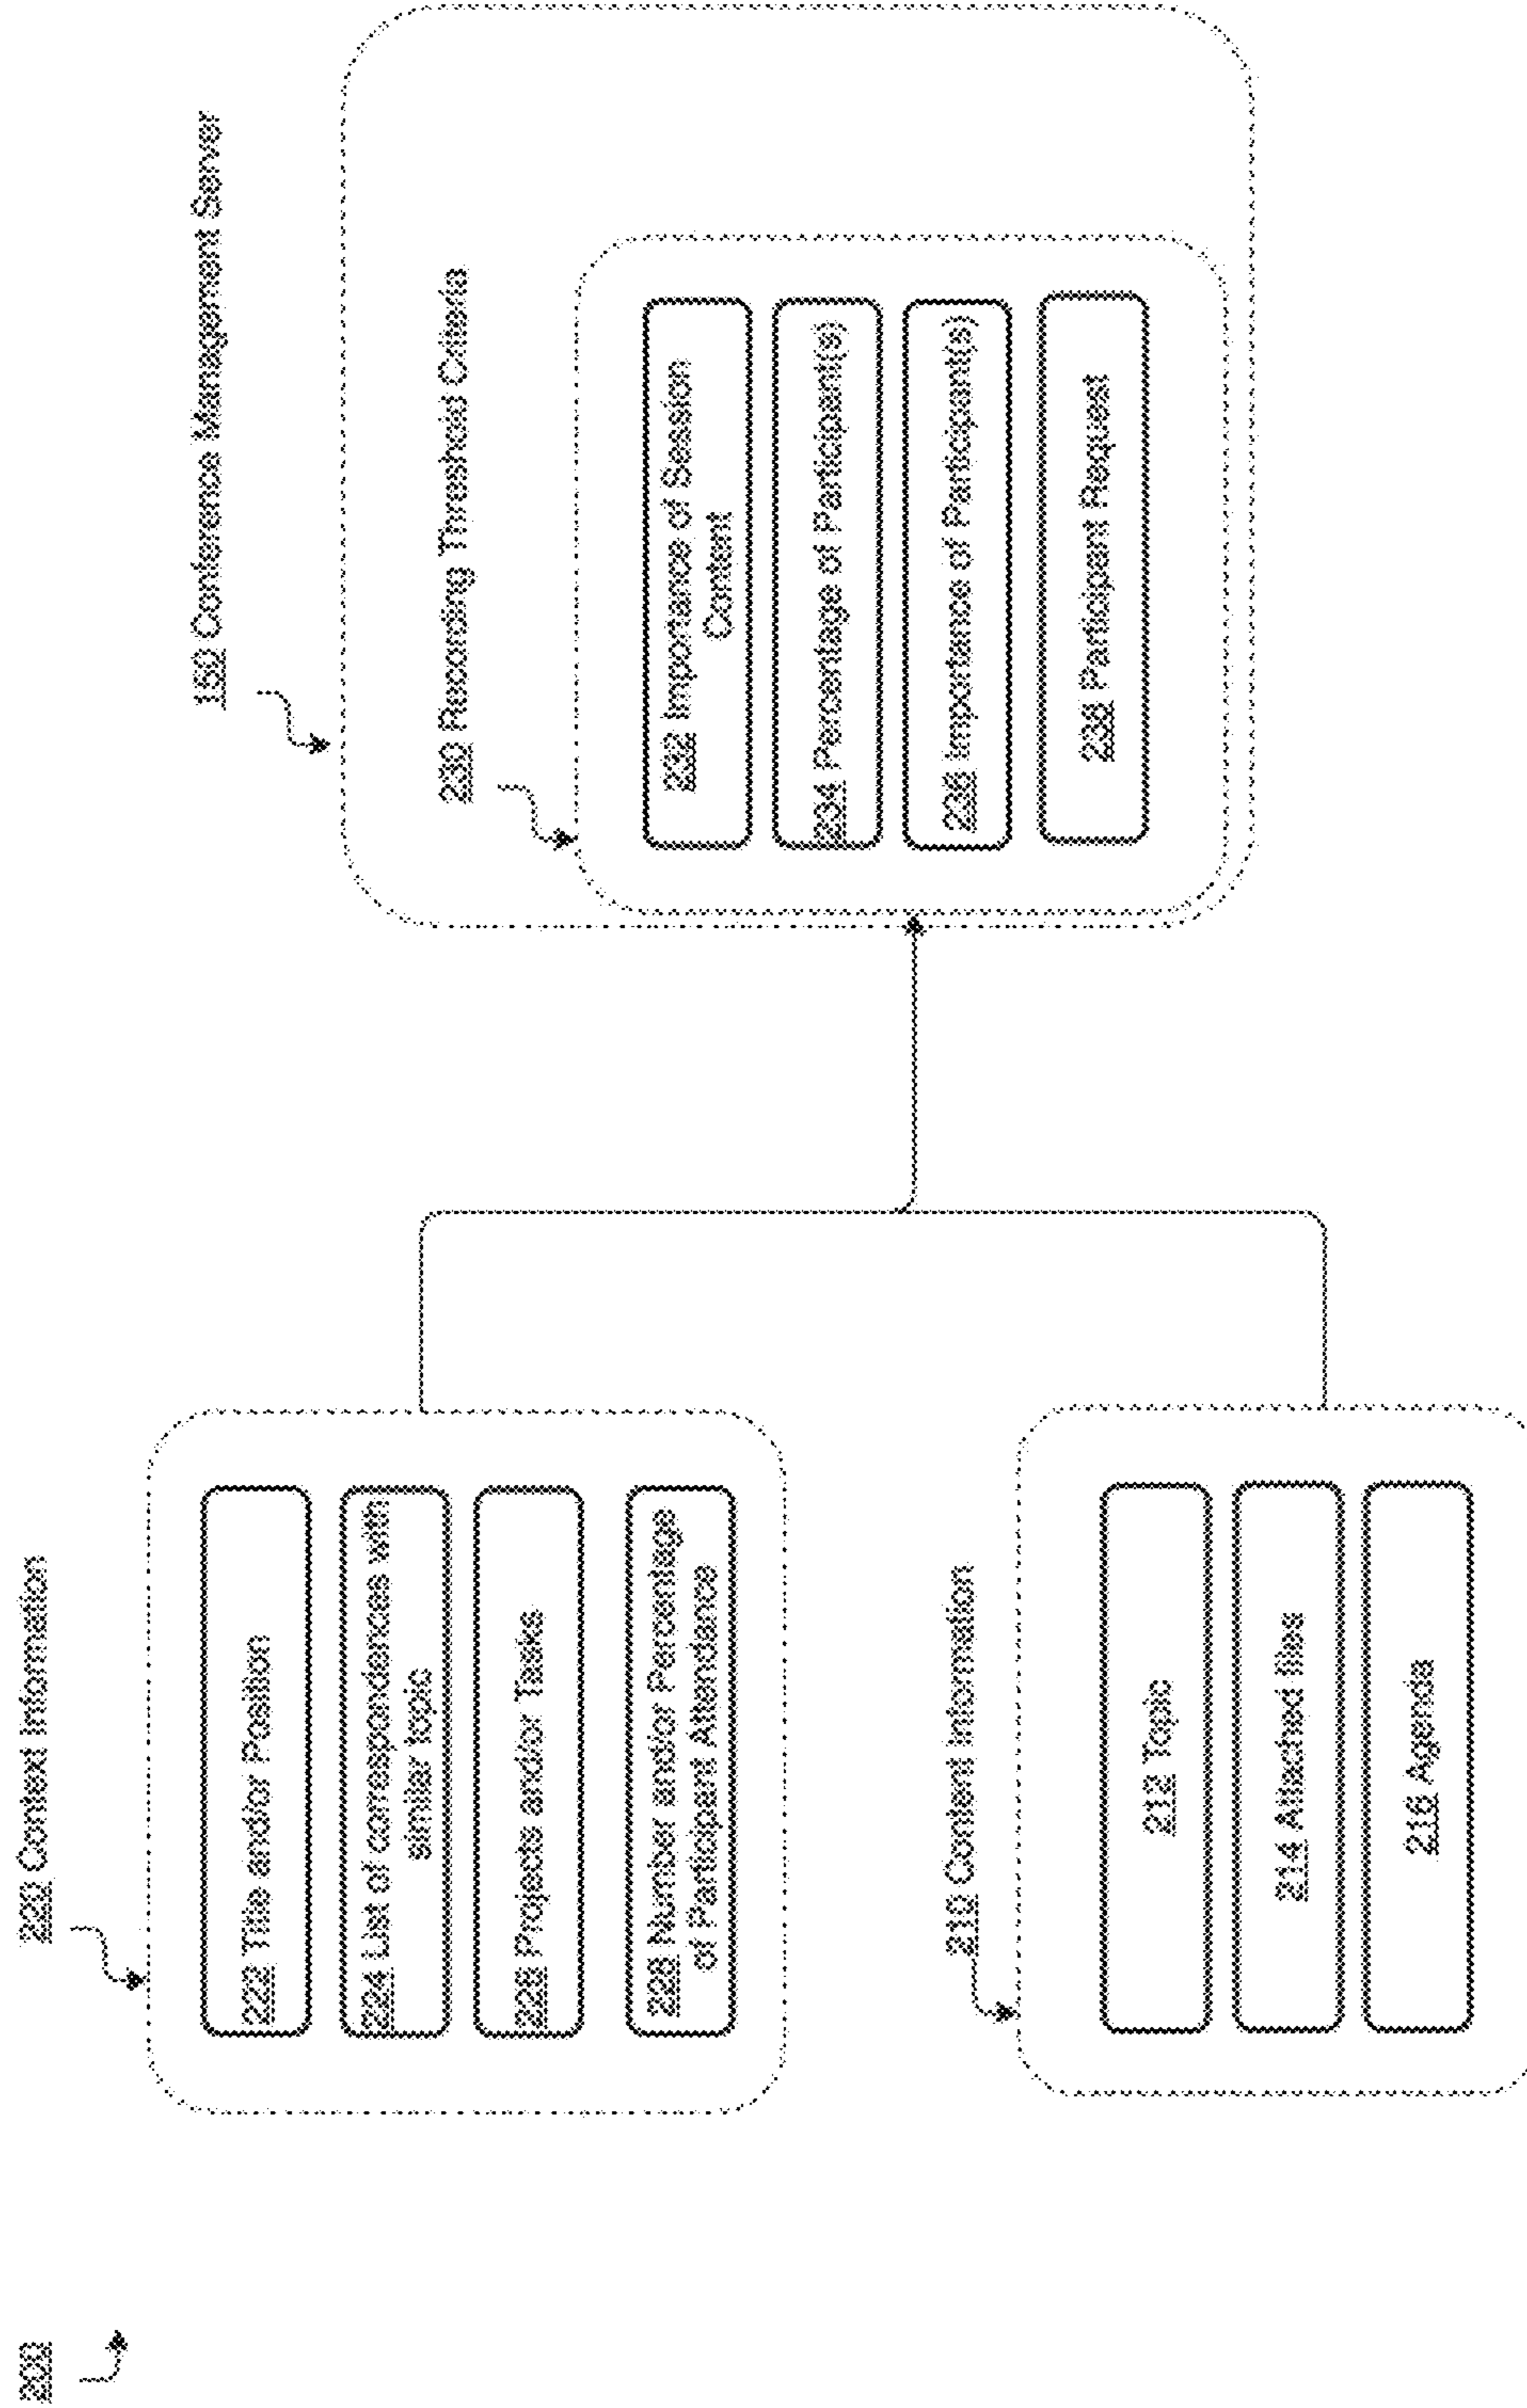 200
220 Context Information
222 Title and/or Position
224 List of correspondences with
similar topic
226 Projects and/or Tasks
228 Number and/or Percentage
of Participant Attendance
210 Content Information
212 Topic
214 Attached files
216 Agenda
150 Conference Management Server
230 Recording Threshold Criteria
232 Importance of Session
Content
234 Percentage of Participant(s)
236 Importance of Participant(s)
238 Participant Request